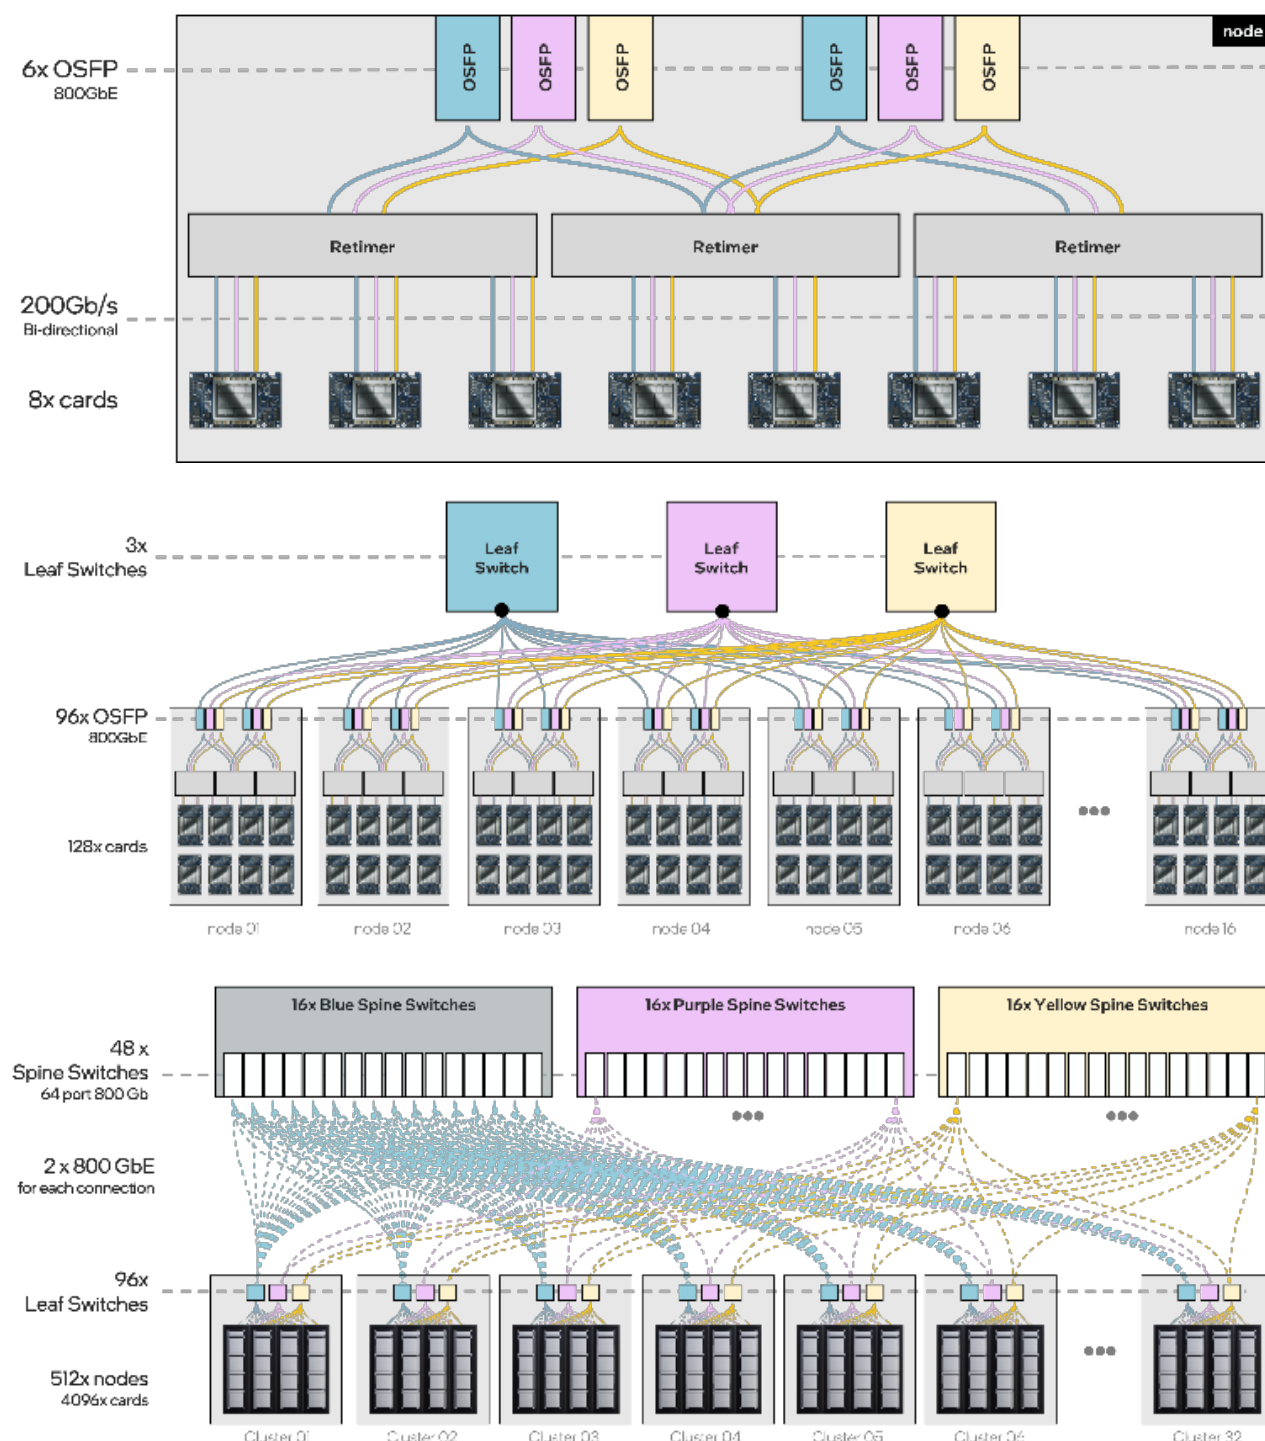 node
6x OSFP
800GbE
OSFP
OSFP
OSFP
OSFP
OSFP
OSFP
Retimer
Retimer
Retimer
200Gb/s
Bi-directional
8x cards
3x
Leaf Switches
Leaf
Switch
Leaf
Switch
Leaf
Switch
96x OSFP
800GbE
128x cards
node 01
node 02
node 03
node 04
node 05
node 06
node 16
16x Blue Spine Switches
16x Purple Spine Switches
16x Yellow Spine Switches
48 x
Spine Switches
64 port 800 Gb
2 x 800 GbE
for each connection
96x
Leaf Switches
512x nodes
4096x cards
Cluster 01
Cluster 02
Cluster 03
Cluster 04
Cluster 05
Cluster 06
Cluster 32